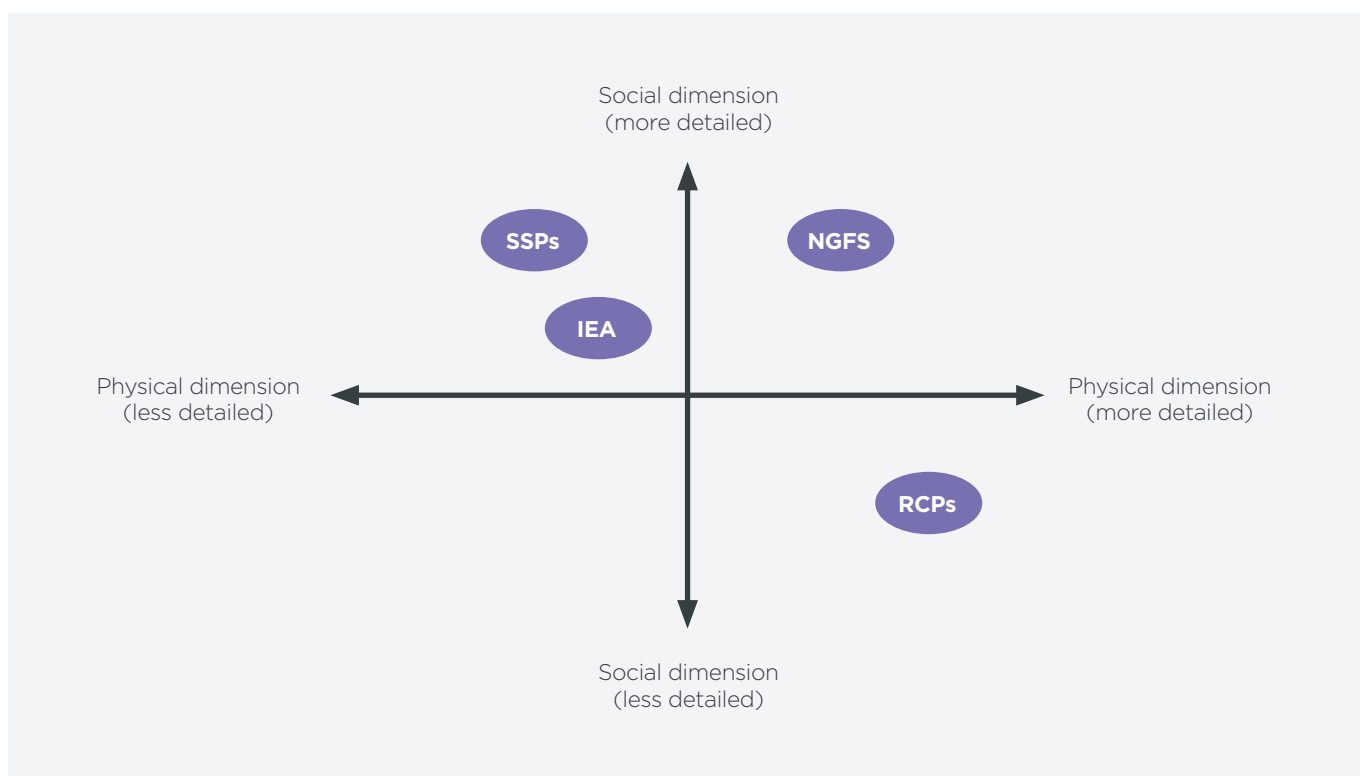 Social dimension
(more detailed)
SSPs
NGFS
IEA
Physical dimension
(less detailed)
Physical dimension
(more detailed)
RCPs
Social dimension
(less detailed)